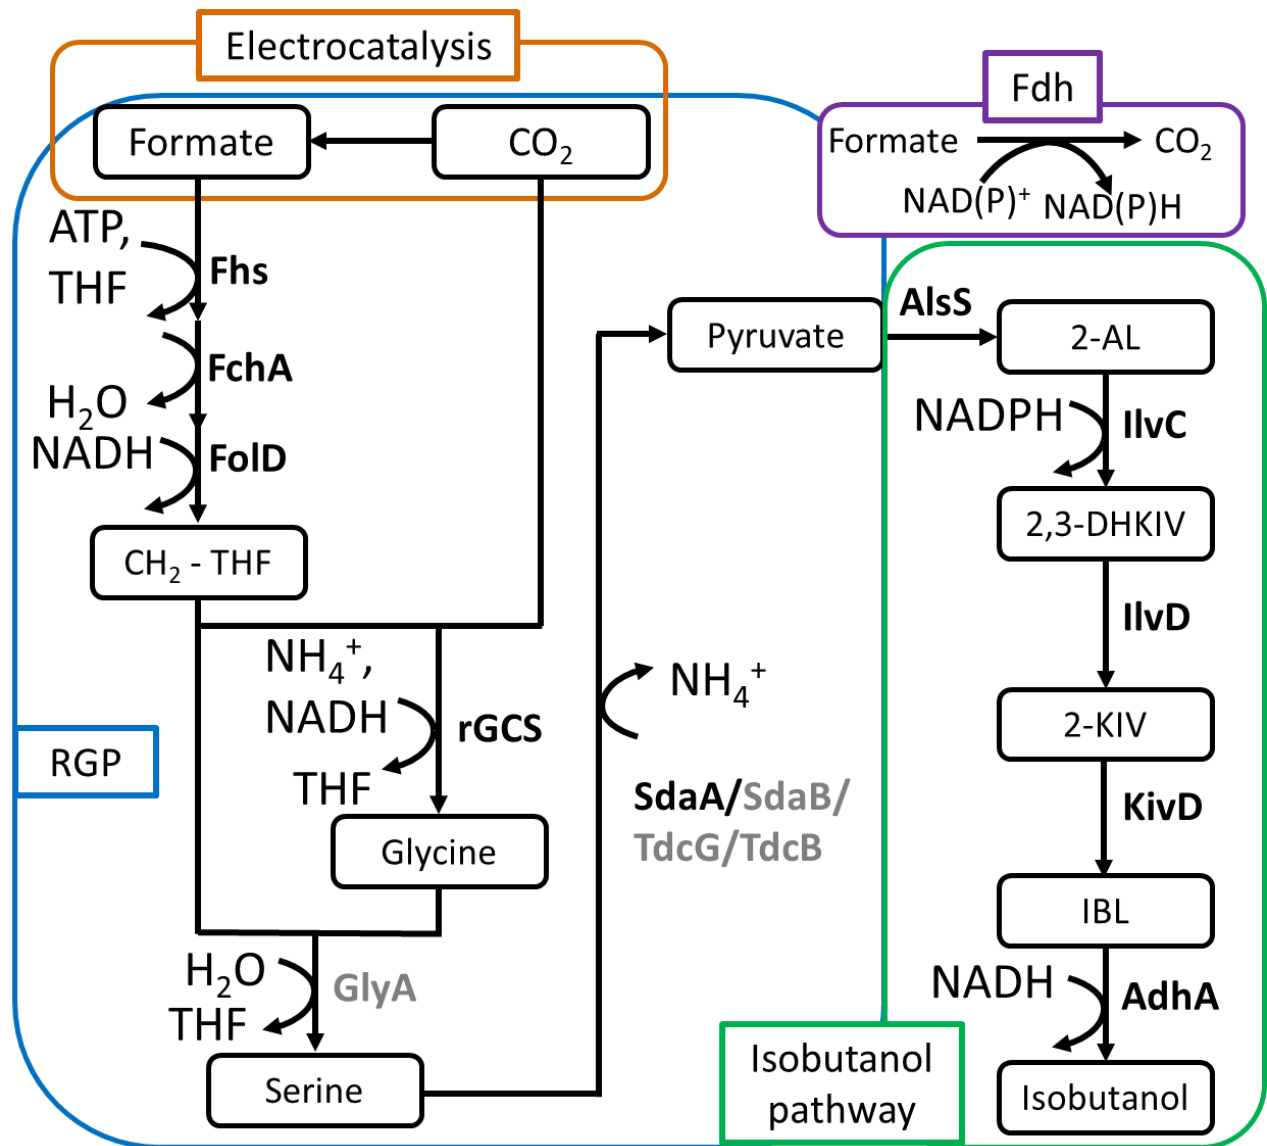 Electrocatalysis
Formate
CO₂
Fdh
Formate
CO₂
NAD(P)⁺
NAD(P)H
ATP,
THF
Fhs
FchA
H₂O
NADH
FolD
CH₂ - THF
NH₄⁺,
NADH
THF
rGCS
Glycine
RGP
H₂O
THF
GlyA
Serine
NH₄⁺
SdaA/SdaB/
TdcG/TdcB
Pyruvate
AlsS
2-AL
NADPH
IlvC
2,3-DHKIV
IlvD
2-KIV
KivD
IBL
NADH
AdhA
Isobutanol
Isobutanol
pathway